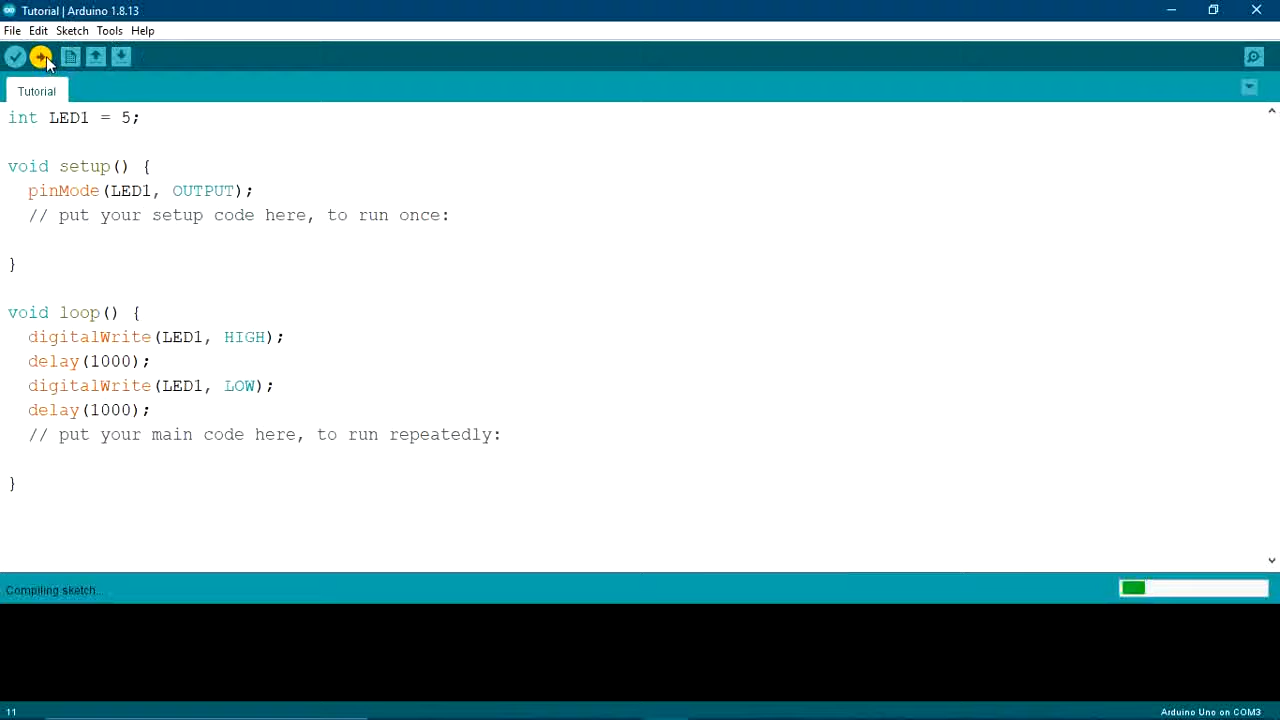 Tutorial | Arduino 1.8.13
File Edit Sketch Tools Help
Tutorial
int LED1 = 5;
void setup() {
pinMode(LED1, OUTPUT);
// put your setup code here, to run once:
}
void loop() {
digitalWrite(LED1, HIGH);
delay(1000);
digitalWrite(LED1, LOW);
delay(1000);
// put your main code here, to run repeatedly:
}
Compiling sketch...
11
Arduino Uno on COM3